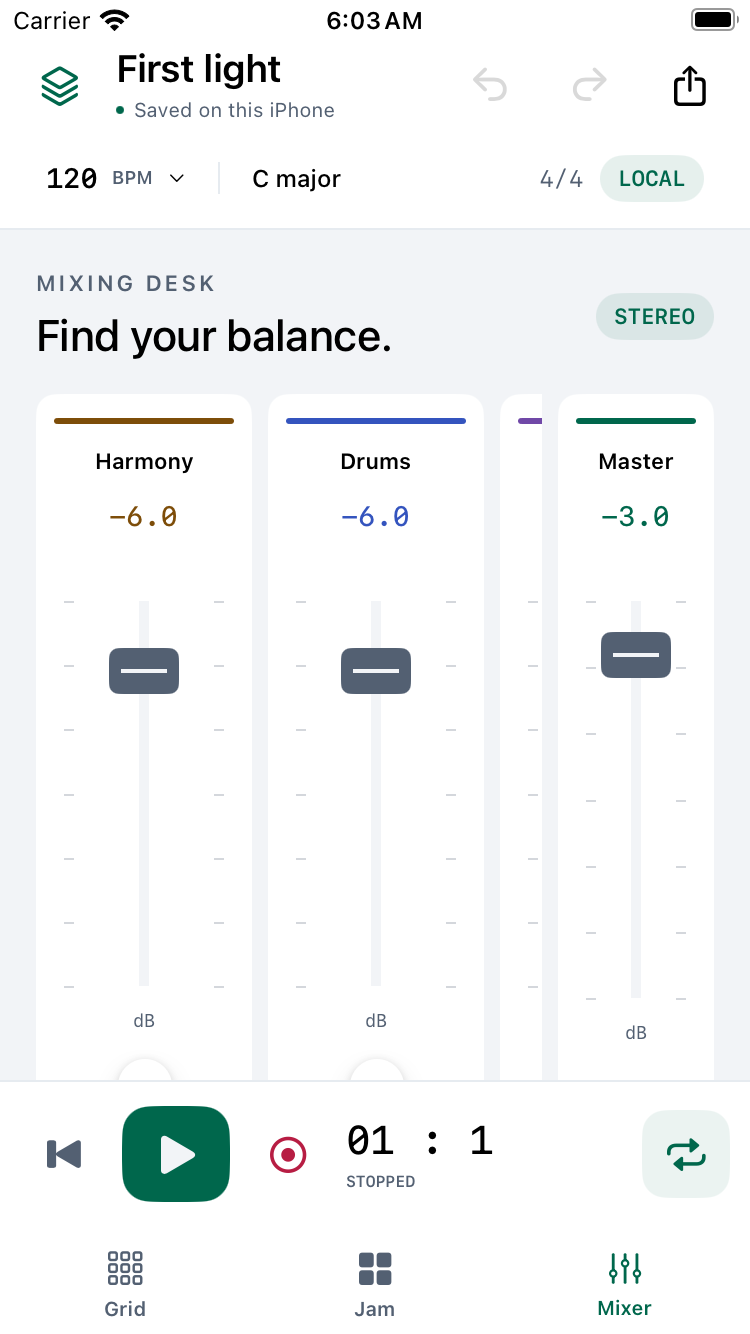 Carrier 6:03 AM
First light
Saved on this iPhone
120 BPM C major 4/4 LOCAL
MIXING DESK
Find your balance.
STEREO
Harmony Drums Master
−6.0 −6.0 −3.0
dB dB dB
01 : 1
STOPPED
Grid Jam Mixer